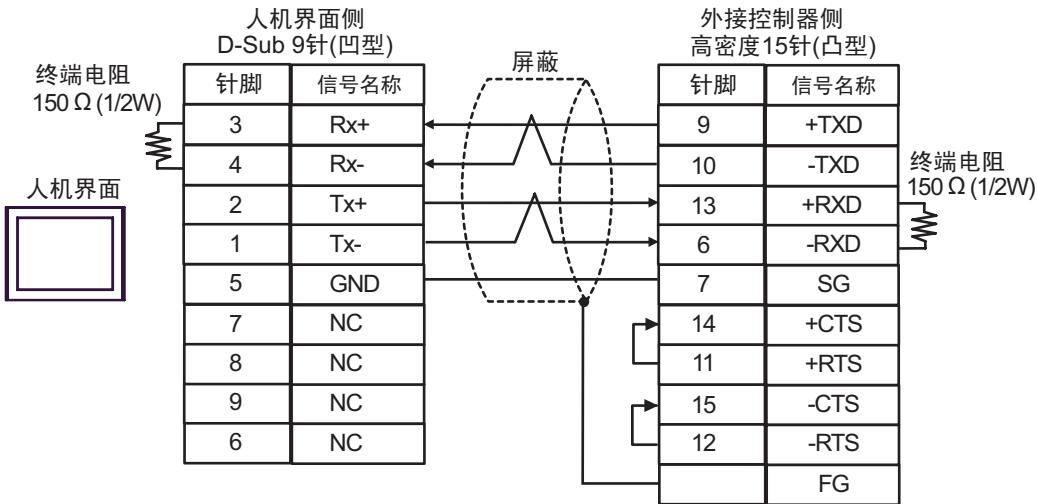 人机界面侧
D-Sub 9针(凹型)
外接控制器侧
高密度15针(凸型)
屏蔽
终端电阻
150 Ω (1/2W)
人机界面
针脚 信号名称
3 Rx+
4 Rx-
2 Tx+
1 Tx-
5 GND
7 NC
8 NC
9 NC
6 NC
针脚 信号名称
9 +TXD
10 -TXD
13 +RXD
6 -RXD
7 SG
14 +CTS
11 +RTS
15 -CTS
12 -RTS
FG
终端电阻
150 Ω (1/2W)